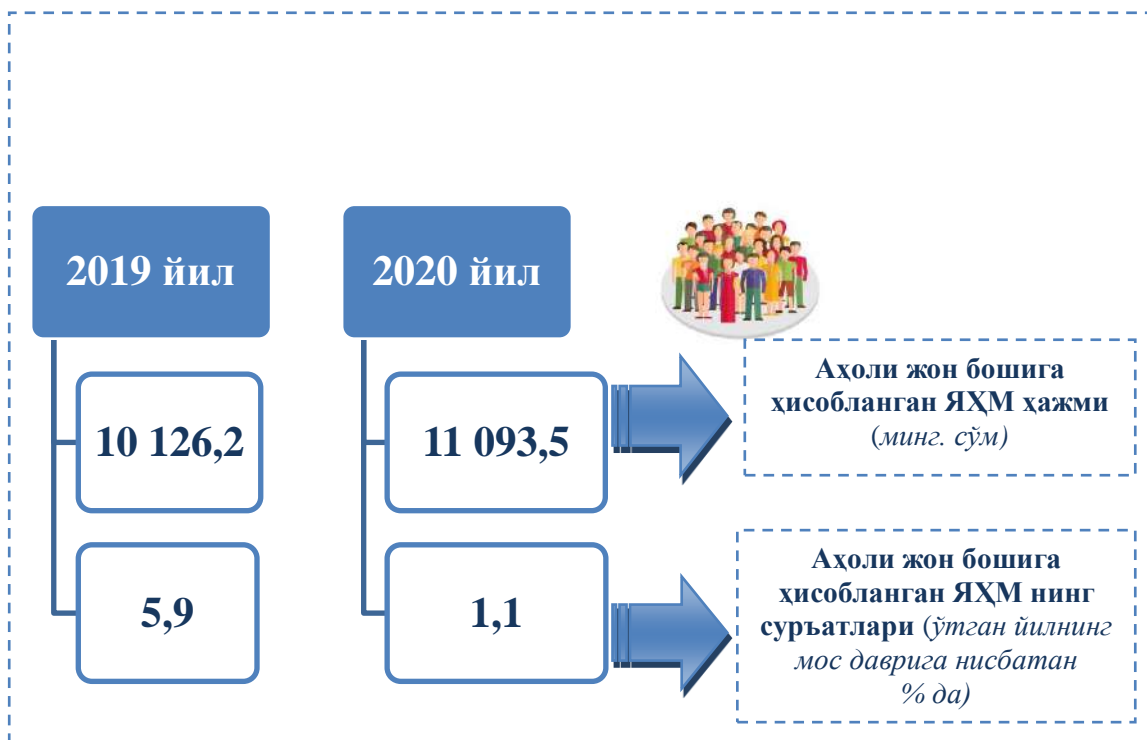 2019 йил
2020 йил
10 126,2
11 093,5
Аҳоли жон бошига
ҳисобланган ЯҲМ ҳажми
(минг. сўм)
5,9
1,1
Аҳоли жон бошига
ҳисобланган ЯҲМ нинг
суръатлари (ўтган йилнинг
мос даврига нисбатан
% да)